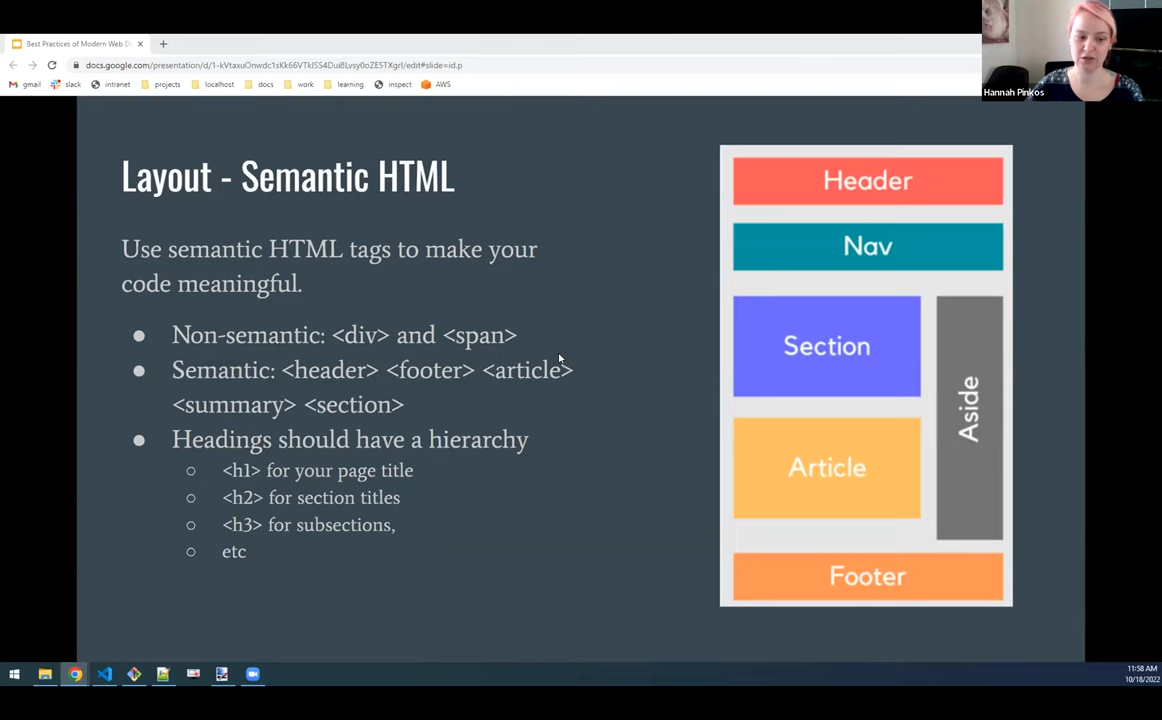 Best Practices of Modern Web D
docs.google.com/presentation/d/1-kVtaxuOnwdc1sKk66VTkISS4Du8Lvsy0oZE5TXgrI/edit#slide=id.p
gmail slack intranet projects localhost docs work learning inspect AWS
Hannah Pinkos
Layout - Semantic HTML
Use semantic HTML tags to make your
code meaningful.
● Non-semantic: <div> and <span>
● Semantic: <header> <footer> <article>
<summary> <section>
● Headings should have a hierarchy
○ <h1> for your page title
○ <h2> for section titles
○ <h3> for subsections,
○ etc
Header
Nav
Section
Aside
Article
Footer
11:58 AM
10/18/2022